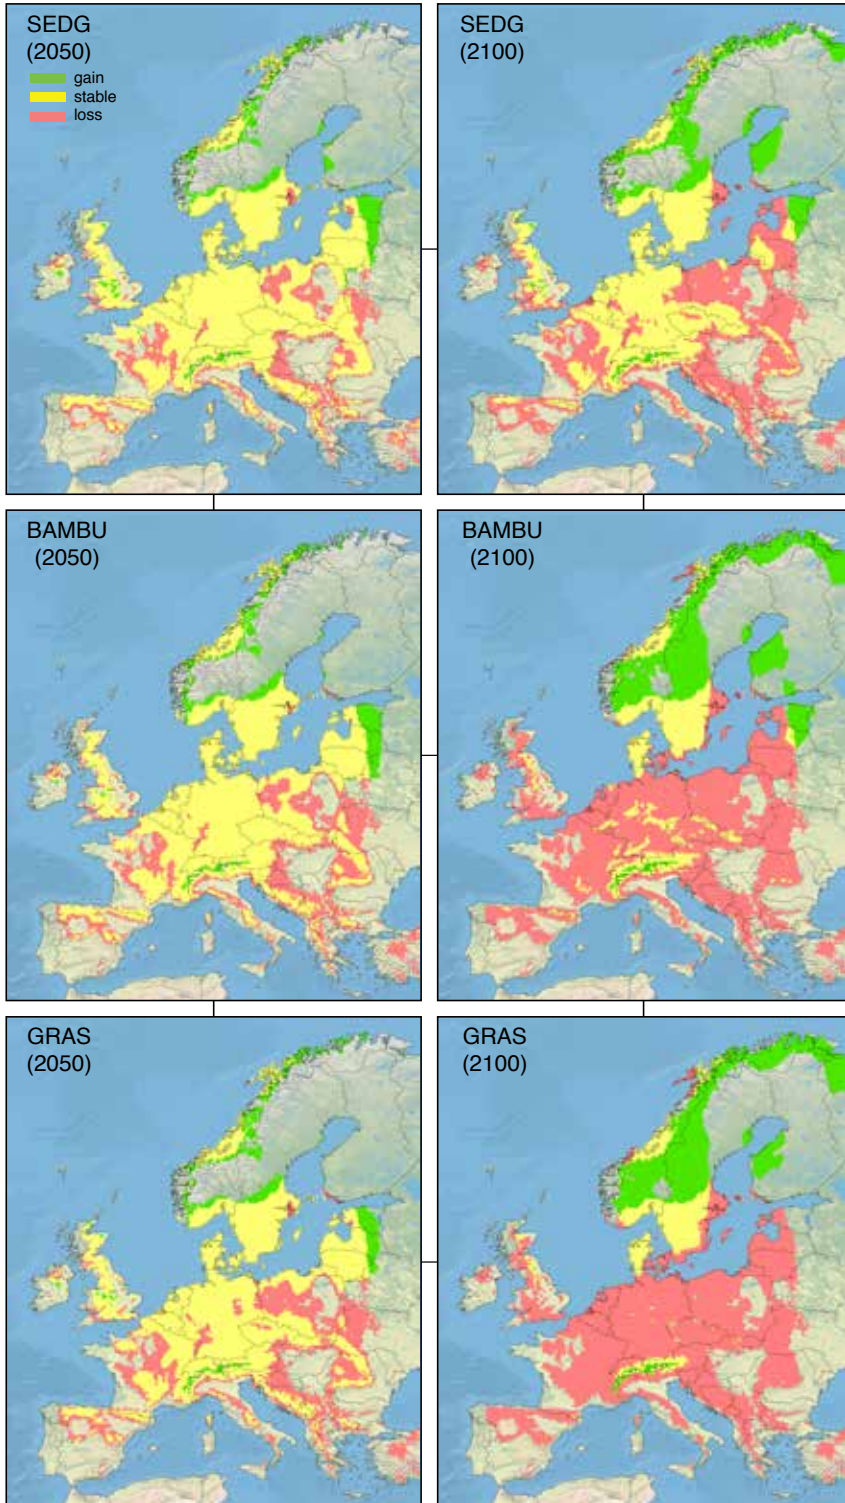 SEDG
(2050)
gain
stable
loss
SEDG
(2100)
BAMBU
(2050)
BAMBU
(2100)
GRAS
(2050)
GRAS
(2100)